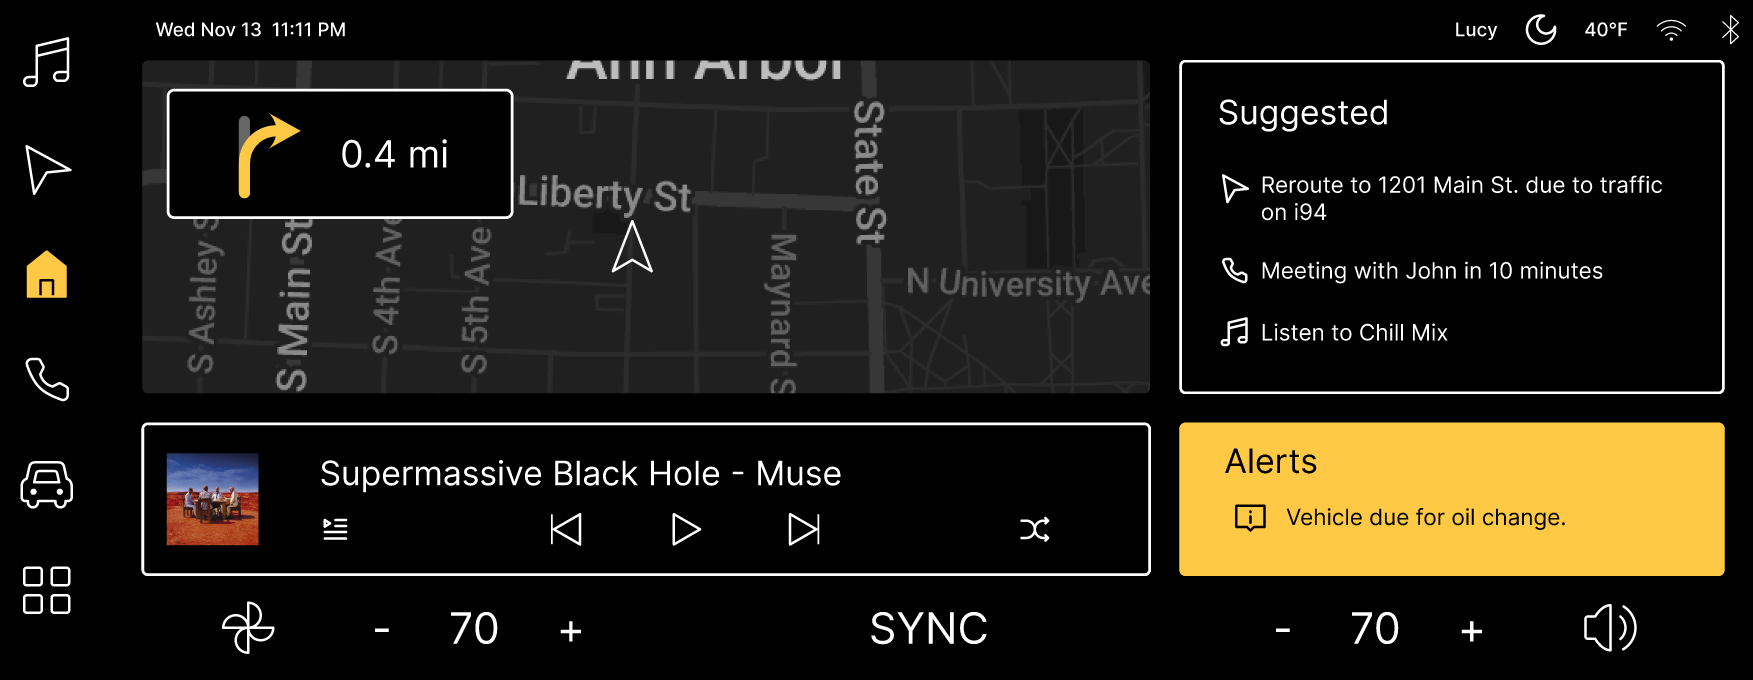 Wed Nov 13 11:11 PM
Lucy
40°F
Ann Arbor
0.4 mi
Liberty St
State St
S Ashley S
S Main St
S 4th Ave
S 5th Ave
Maynard S
N University Ave
Suggested
Reroute to 1201 Main St. due to traffic
on i94
Meeting with John in 10 minutes
Listen to Chill Mix
Supermassive Black Hole - Muse
Alerts
Vehicle due for oil change.
- 70 +
SYNC
- 70 +